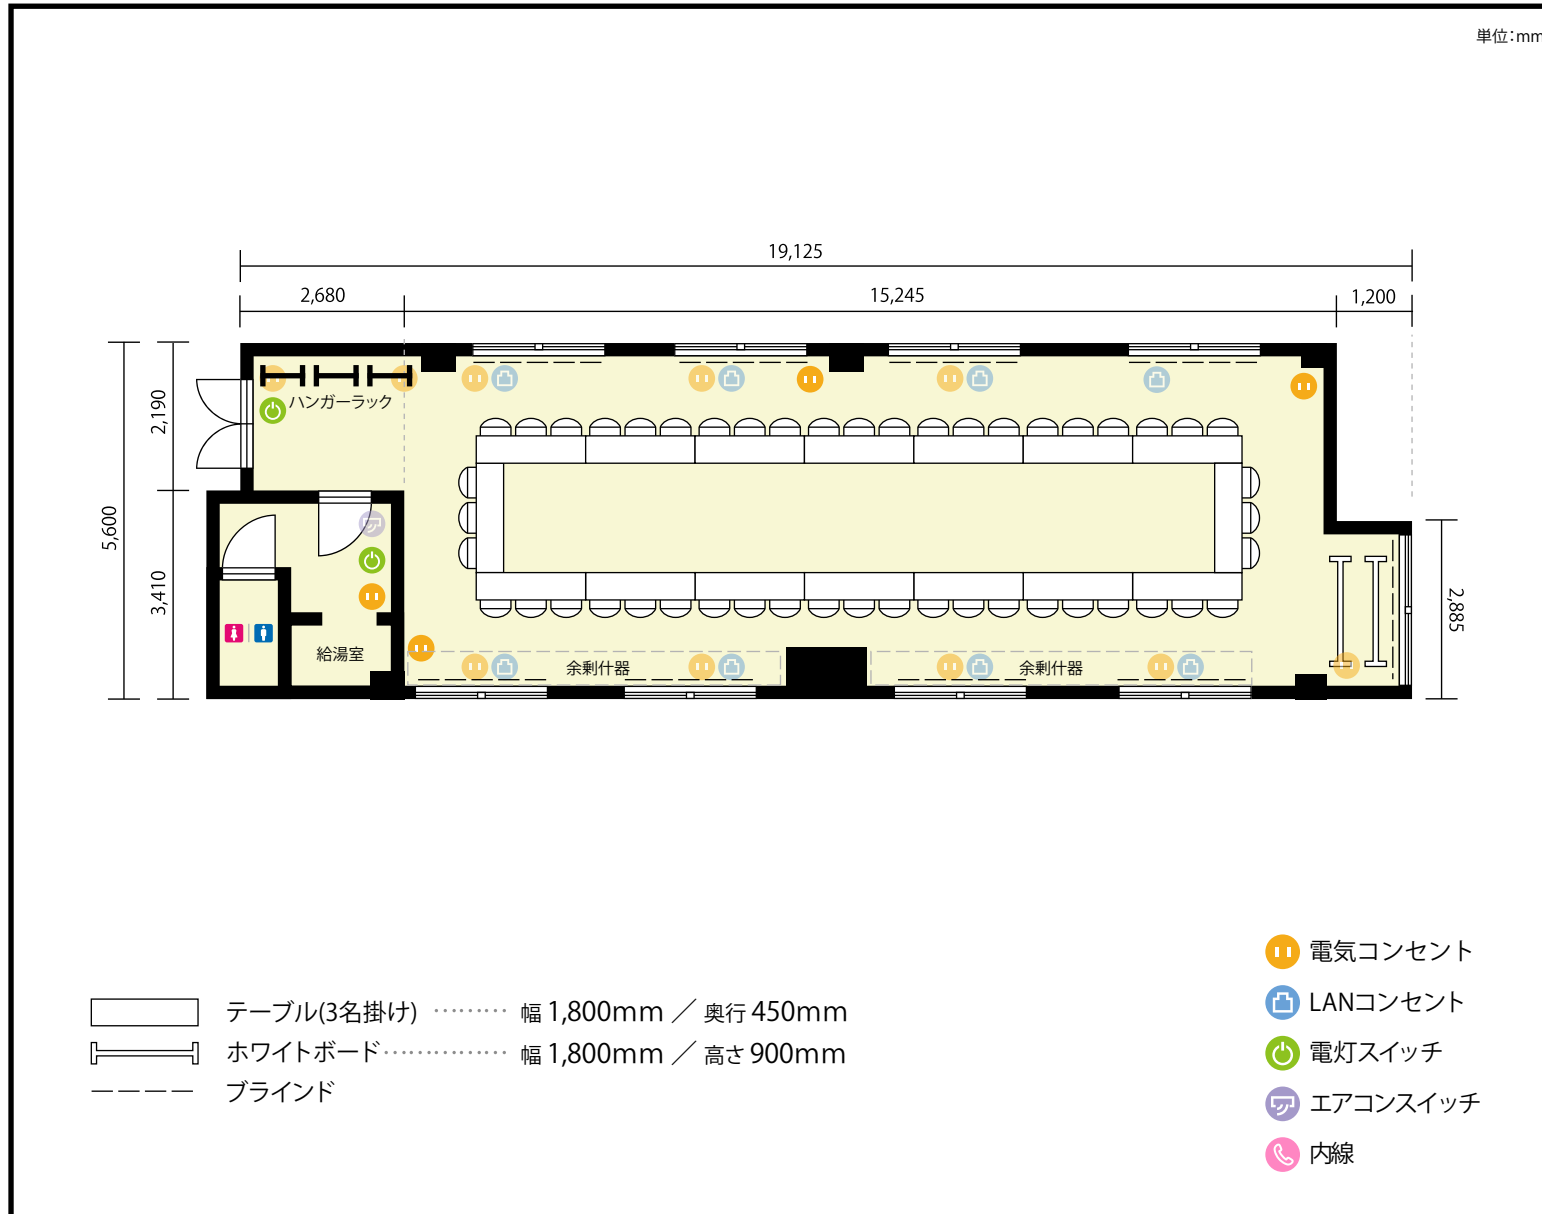 単位:mm
19,125
2,680
15,245
1,200
2,190
5,600
3,410
2,885
ハンガーラック
給湯室
余剰什器
余剰什器
テーブル(3名掛け) ……… 幅 1,800mm ／ 奥行 450mm
ホワイトボード…………… 幅 1,800mm ／ 高さ 900mm
ブラインド
電気コンセント
LANコンセント
電灯スイッチ
エアコンスイッチ
内線